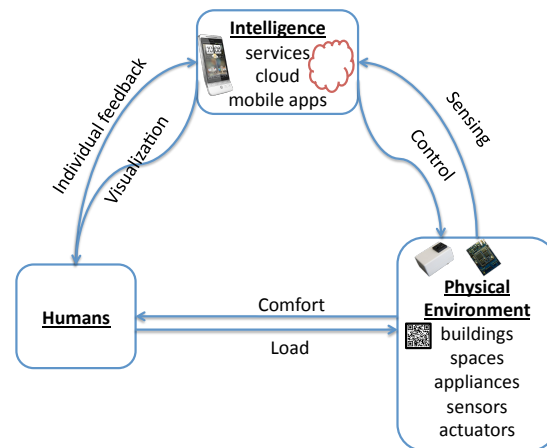 Intelligence
services
cloud
mobile apps
Individual feedback
Visualization
Control
Sensing
Humans
Comfort
Load
Physical
Environment
buildings
spaces
appliances
sensors
actuators